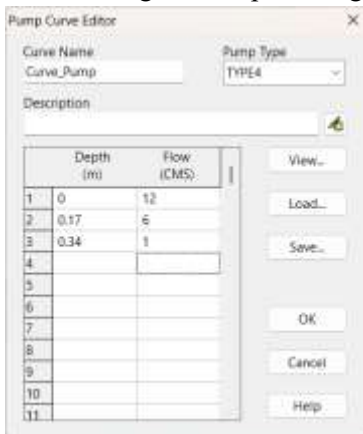 Pump Curve Editor
Curve Name
Pump Type
Curve_Pump
TYPE4
Description
Depth (m)
Flow (CMS)
View...
1 0 12
Load...
2 0.17 6
3 0.34 1
Save...
4
5
6
OK
7
8
Cancel
9
10
Help
11